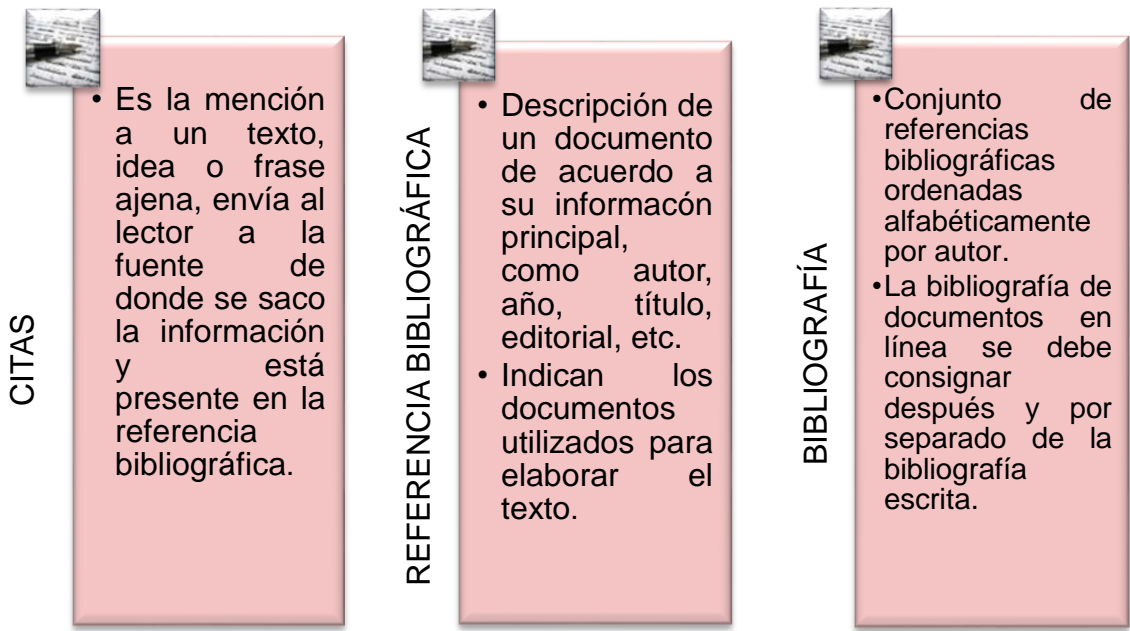 CITAS
• Es la mención
a un texto,
idea o frase
ajena, envía al
lector a la
fuente de
donde se saco
la información
y está
presente en la
referencia
bibliográfica.
REFERENCIA BIBLIOGRÁFICA
• Descripción de
un documento
de acuerdo a
su informacón
principal,
como autor,
año, título,
editorial, etc.
• Indican los
documentos
utilizados para
elaborar el
texto.
BIBLIOGRAFÍA
•Conjunto de
referencias
bibliográficas
ordenadas
alfabéticamente
por autor.
•La bibliografía de
documentos en
línea se debe
consignar
después y por
separado de la
bibliografía
escrita.